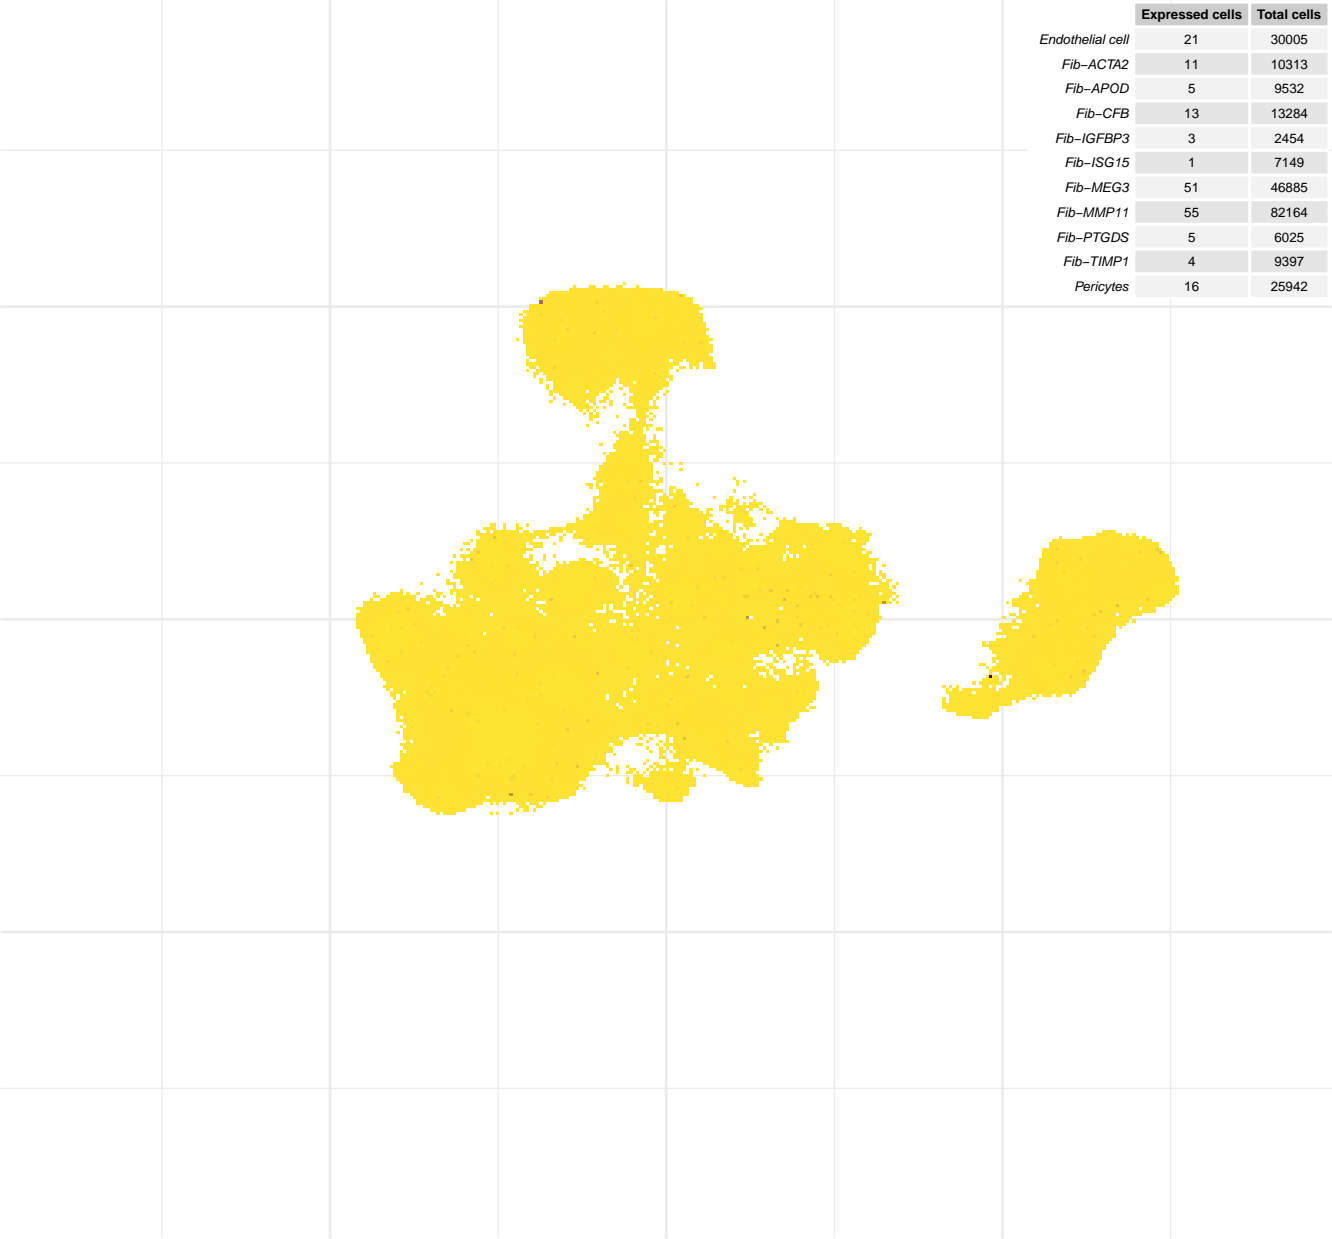 Expressed cells Total cells
Endothelial cell 21 30005
Fib−ACTA2 11 10313
Fib−APOD 5 9532
Fib−CFB 13 13284
Fib−IGFBP3 3 2454
Fib−ISG15 1 7149
Fib−MEG3 51 46885
Fib−MMP11 55 82164
Fib−PTGDS 5 6025
Fib−TIMP1 4 9397
Pericytes 16 25942